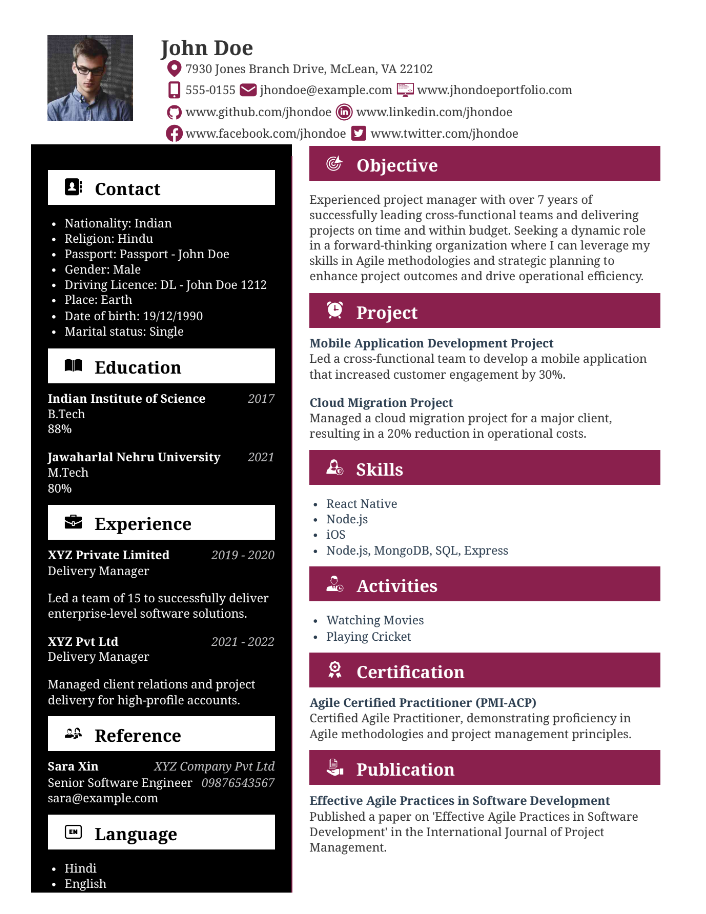 John Doe
7930 Jones Branch Drive, McLean, VA 22102
555-0155 jhondoe@example.com www.jhondoeportfolio.com
www.github.com/jhondoe www.linkedin.com/jhondoe
www.facebook.com/jhondoe www.twitter.com/jhondoe
Contact
• Nationality: Indian
• Religion: Hindu
• Passport: Passport - John Doe
• Gender: Male
• Driving Licence: DL - John Doe 1212
• Place: Earth
• Date of birth: 19/12/1990
• Marital status: Single
Education
Indian Institute of Science 2017
B.Tech
88%
Jawaharlal Nehru University 2021
M.Tech
80%
Experience
XYZ Private Limited 2019 - 2020
Delivery Manager
Led a team of 15 to successfully deliver
enterprise-level software solutions.
XYZ Pvt Ltd 2021 - 2022
Delivery Manager
Managed client relations and project
delivery for high-profile accounts.
Reference
Sara Xin XYZ Company Pvt Ltd
Senior Software Engineer 09876543567
sara@example.com
EN
Language
• Hindi
• English
Objective
Experienced project manager with over 7 years of
successfully leading cross-functional teams and delivering
projects on time and within budget. Seeking a dynamic role
in a forward-thinking organization where I can leverage my
skills in Agile methodologies and strategic planning to
enhance project outcomes and drive operational efficiency.
Project
Mobile Application Development Project
Led a cross-functional team to develop a mobile application
that increased customer engagement by 30%.
Cloud Migration Project
Managed a cloud migration project for a major client,
resulting in a 20% reduction in operational costs.
Skills
• React Native
• Node.js
• iOS
• Node.js, MongoDB, SQL, Express
Activities
• Watching Movies
• Playing Cricket
Certification
Agile Certified Practitioner (PMI-ACP)
Certified Agile Practitioner, demonstrating proficiency in
Agile methodologies and project management principles.
Publication
Effective Agile Practices in Software Development
Published a paper on 'Effective Agile Practices in Software
Development' in the International Journal of Project
Management.